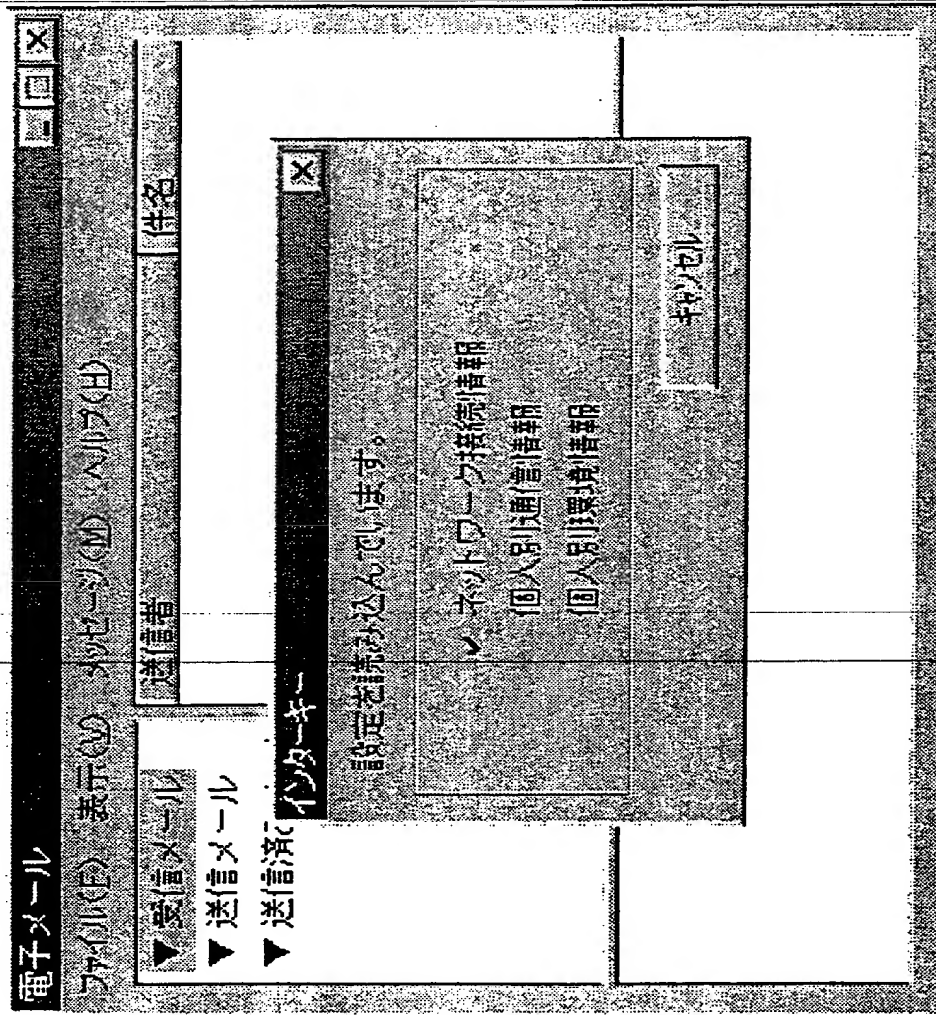 電子メール
ファイル(F) 表示(V) メッセージ(M) ヘルプ(H)
▼受信メール
▼送信メール
▼送信済
送信者 件名
インターキー
設定を読み込んでいます。
✓ ネットワーク接続情報
個人別通信情報
個人別環境情報
キャンセル